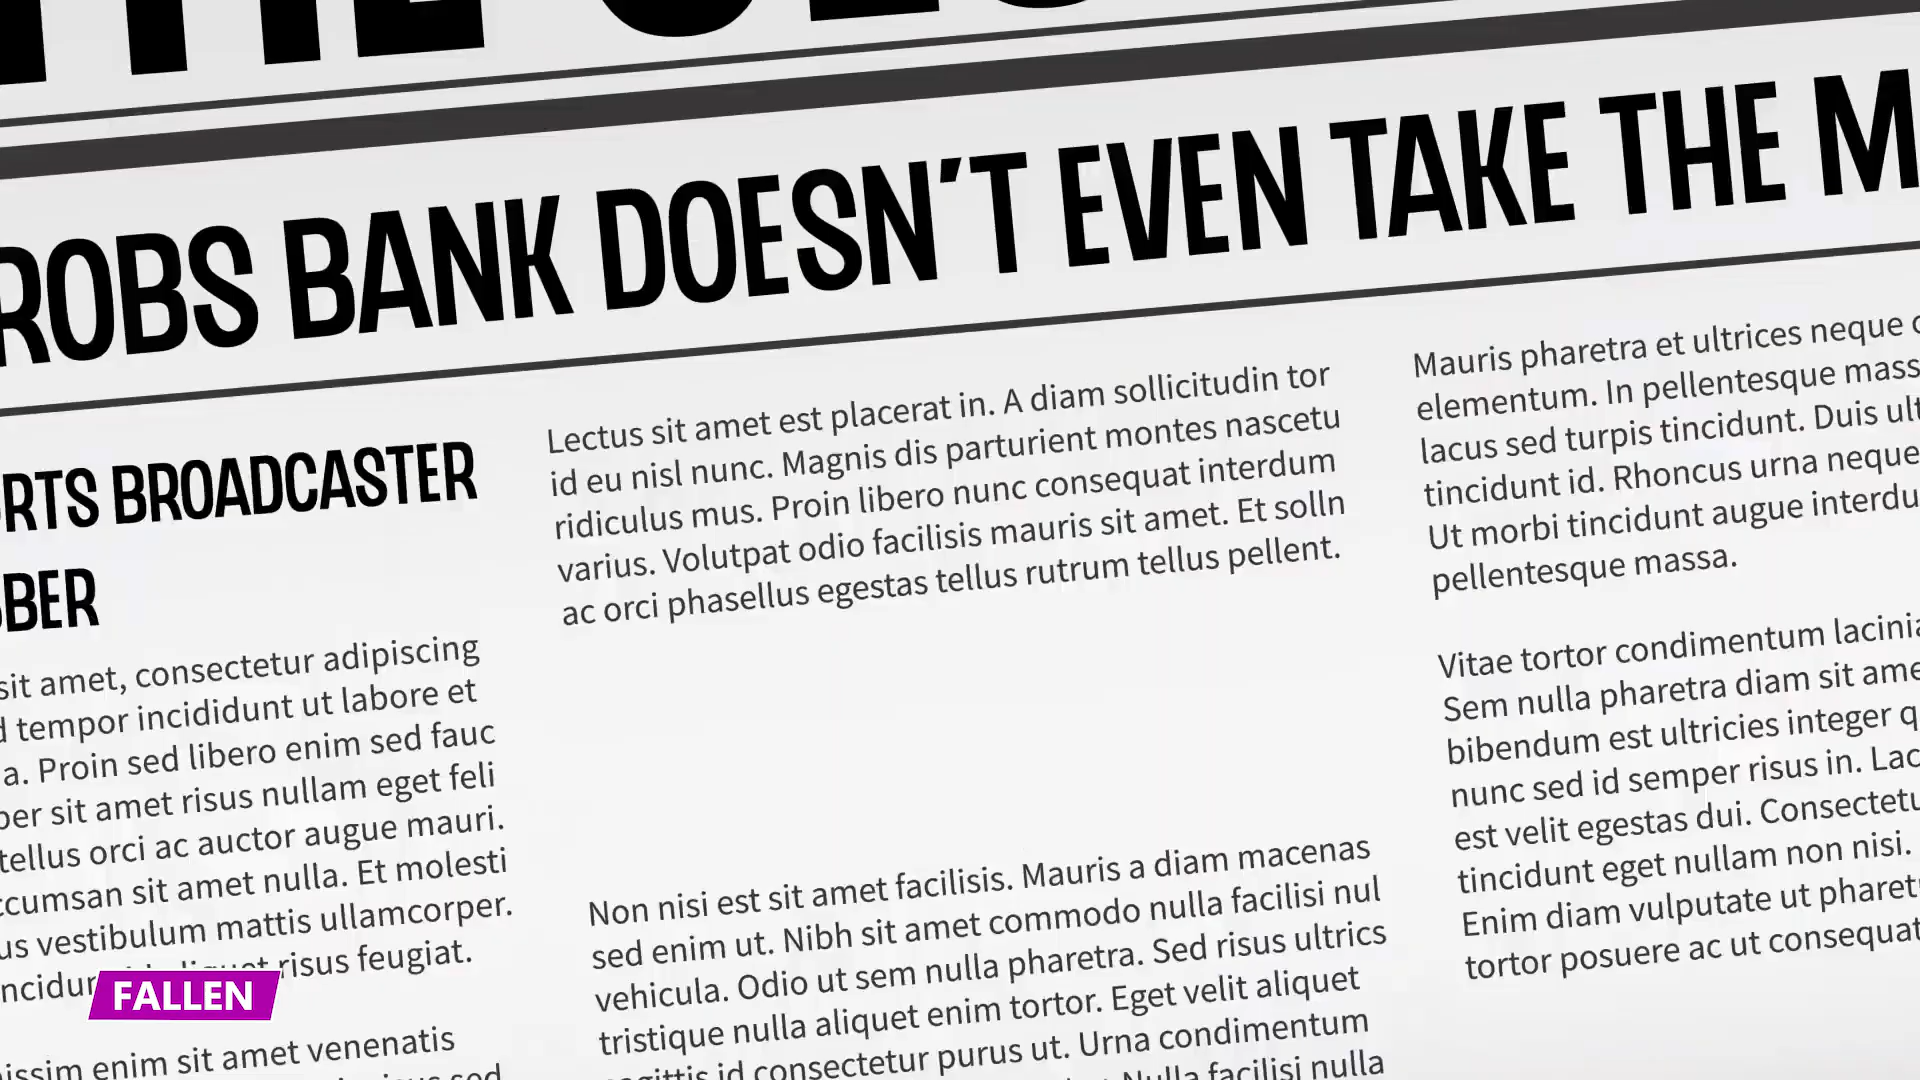 THE
ROBS BANK DOESN'T EVEN TAKE THE
BROADCASTER
sit amet, consectetur adipiscing
tempor incididunt ut labore et
a. Proin sed libero enim sed fauc
sit amet risus nullam eget feli
tellus orci ac auctor augue mauri.
sit amet nulla. Et molesti
vestibulum mattis ullamcorper.
risus feugiat.
enim sit amet venenatis
Lectus sit amet est placerat in. A diam sollicitudin tor
id eu nisl nunc. Magnis dis parturient montes nascetu
ridiculus mus. Proin libero nunc consequat interdum
varius. Volutpat odio facilisis mauris sit amet. Et solln
ac orci phasellus egestas tellus rutrum tellus pellent.
Non nisi est sit amet facilisis. Mauris a diam macenas
sed enim ut. Nibh sit amet commodo nulla facilisi nul
vehicula. Odio ut sem nulla pharetra. Sed risus ultrics
tristique nulla aliquet enim tortor. Eget velit aliquet
id consectetur purus ut. Urna condimentum
Nulla facilisi nulla
Mauris pharetra et ultrices neque
elementum. In pellentesque mass
lacus sed turpis tincidunt. Duis ult
tincidunt id. Rhoncus urna neque
Ut morbi tincidunt augue interdu
pellentesque massa.
Vitae tortor condimentum lacinia
Sem nulla pharetra diam sit ame
bibendum est ultricies integer q
nunc sed id semper risus in. Lac
est velit egestas dui. Consectetu
tincidunt eget nullam non nisi.
Enim diam vulputate ut pharet
tortor posuere ac ut consequat
FALLEN